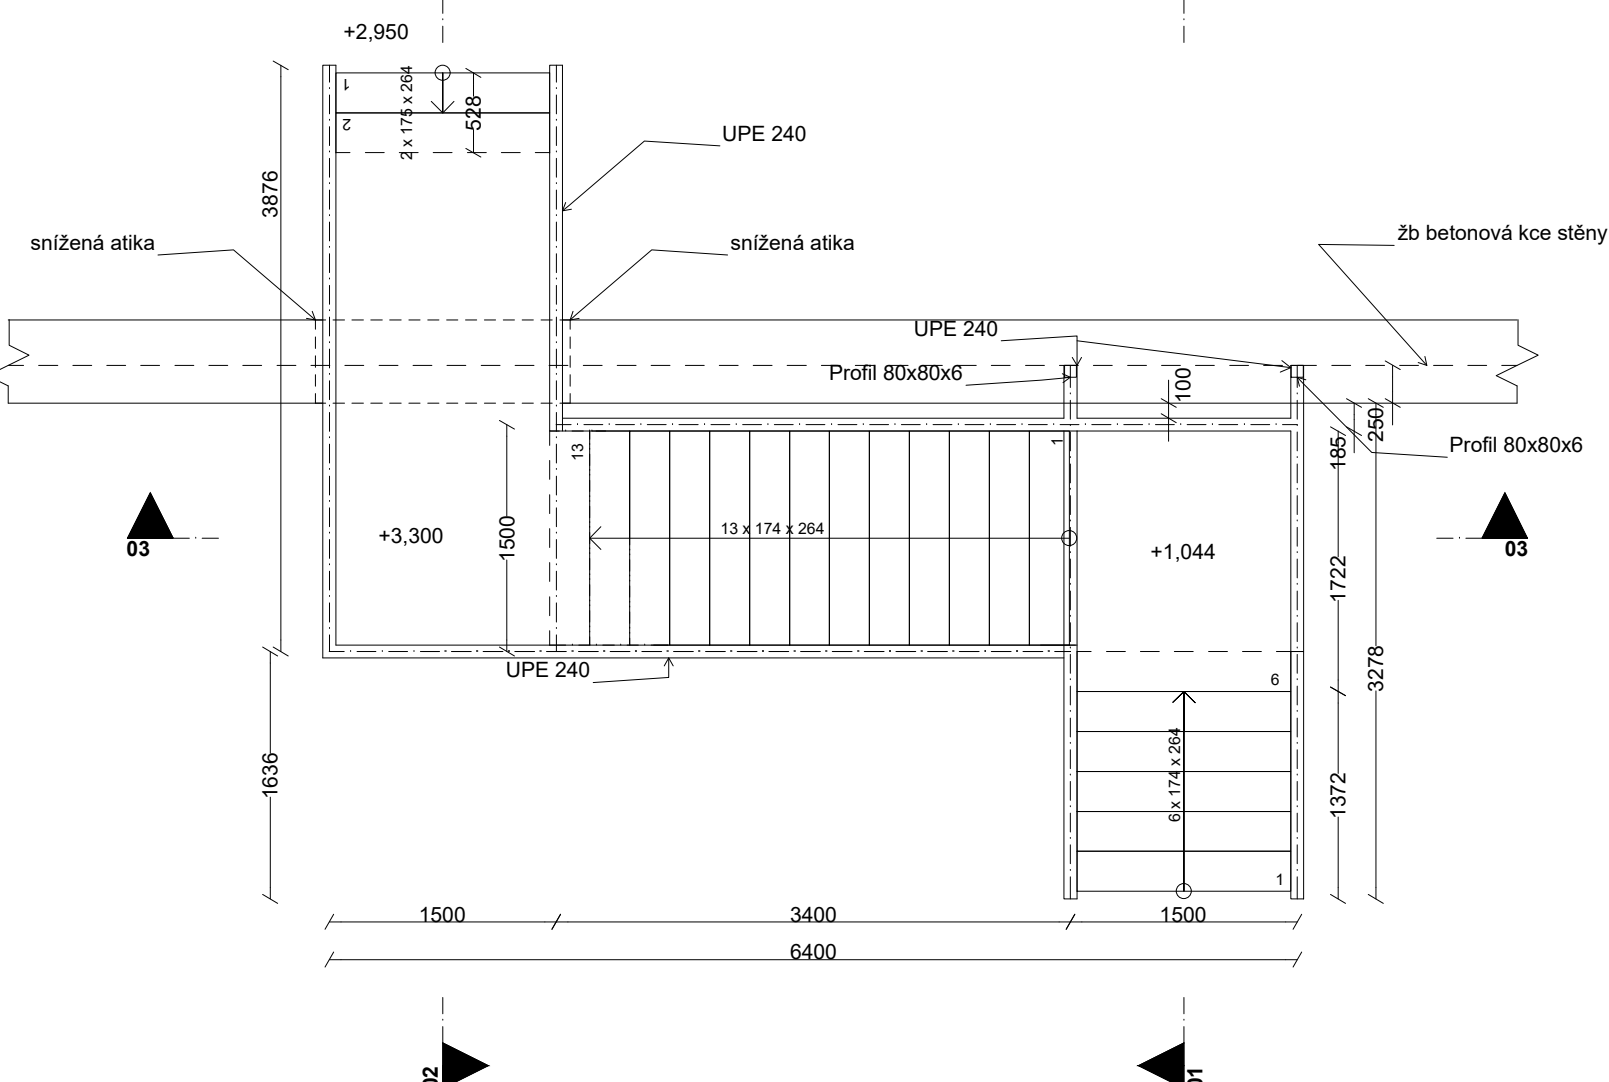 +2,950
1
2
2 x 175 x 264
528
UPE 240
3876
snížená atika
snížená atika
žb betonová kce stěny
UPE 240
Profil 80x80x6
100
250
185
Profil 80x80x6
13
1
03
+3,300
1500
13 x 174 x 264
+1,044
03
1722
UPE 240
6
3278
1636
6 x 174 x 264
1372
1
1500
3400
1500
6400
02
01